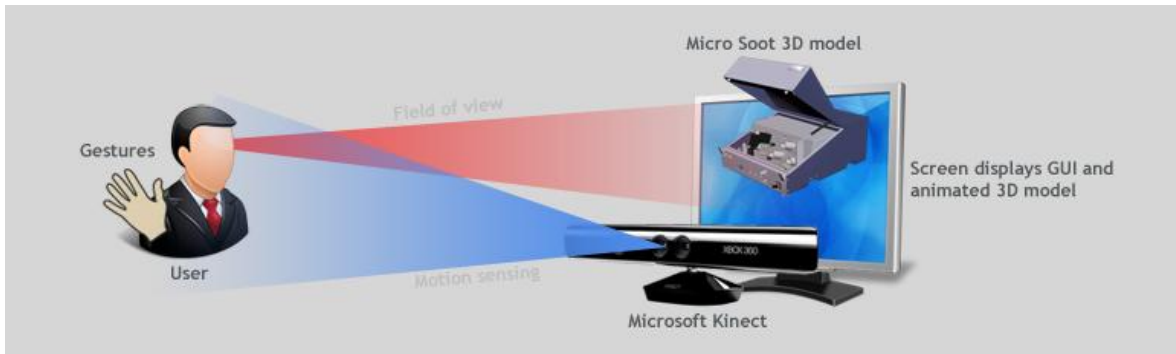 Micro Soot 3D model
Field of view
Gestures
Screen displays GUI and
animated 3D model
XBOX 360
User
Motion sensing
Microsoft Kinect